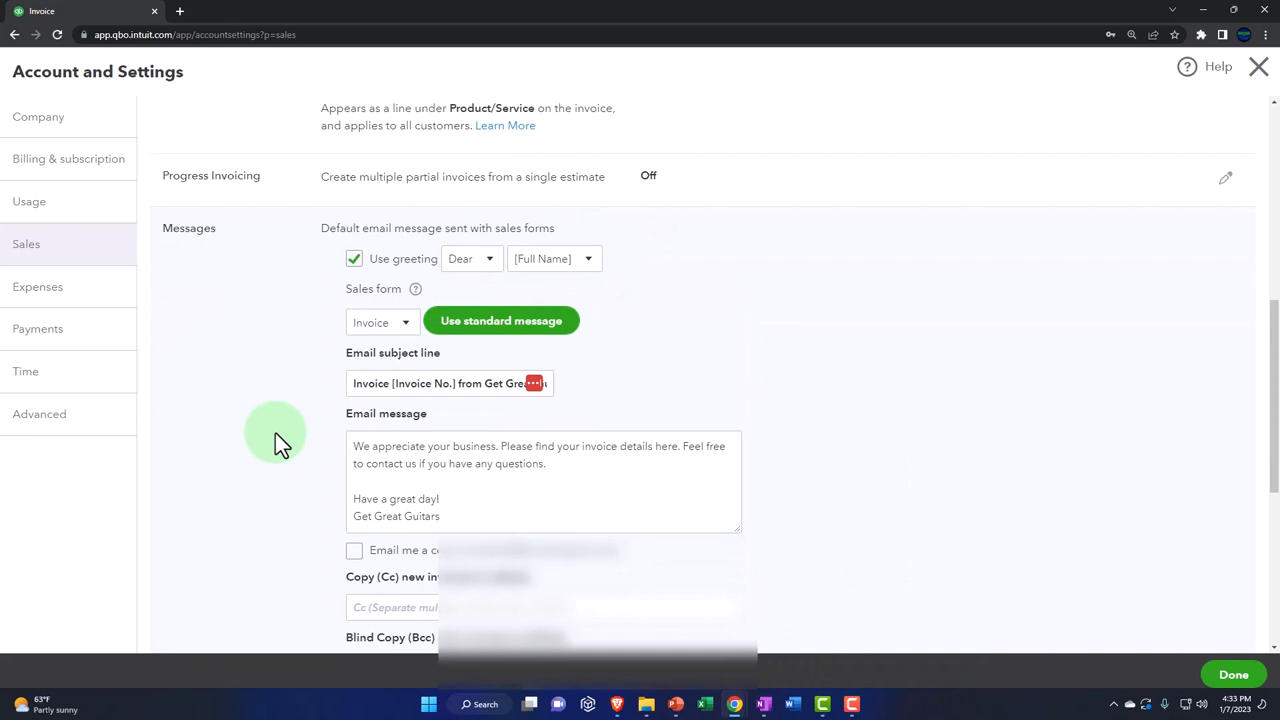 Invoice
app.qbo.intuit.com/app/accountsettings?p=sales
Account and Settings
Help
Company
Billing & subscription
Usage
Sales
Expenses
Payments
Time
Advanced
Appears as a line under Product/Service on the invoice,
and applies to all customers. Learn More
Progress Invoicing
Create multiple partial invoices from a single estimate
Off
Messages
Default email message sent with sales forms
Use greeting
Dear
[Full Name]
Sales form
Invoice
Use standard message
Email subject line
Invoice [Invoice No.] from Get
Email message
We appreciate your business. Please find your invoice details here. Feel free
to contact us if you have any questions.
Have a great day!
Get Great Guitars
Email me a
Copy (Cc) new
Cc (Separate
Blind Copy (Bcc)
Done
63°F
Partly sunny
Search
4:33 PM
1/7/2023